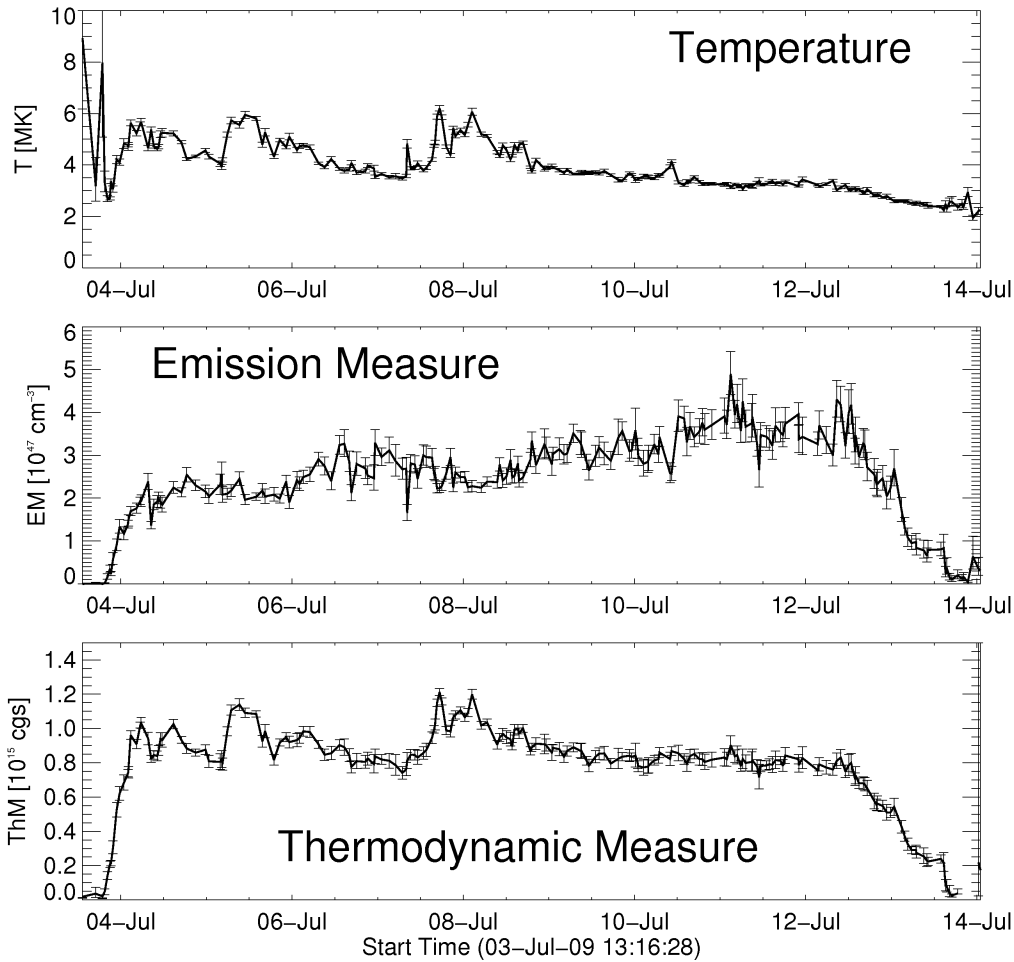 Temperature
T [MK]
10
8
6
4
2
0
04–Jul 06–Jul 08–Jul 10–Jul 12–Jul 14–Jul
Emission Measure
EM [10⁴⁷ cm⁻³]
6
5
4
3
2
1
0
04–Jul 06–Jul 08–Jul 10–Jul 12–Jul 14–Jul
Thermodynamic Measure
ThM [10¹⁵ cgs]
1.4
1.2
1.0
0.8
0.6
0.4
0.2
0.0
04–Jul 06–Jul 08–Jul 10–Jul 12–Jul 14–Jul
Start Time (03–Jul–09 13:16:28)